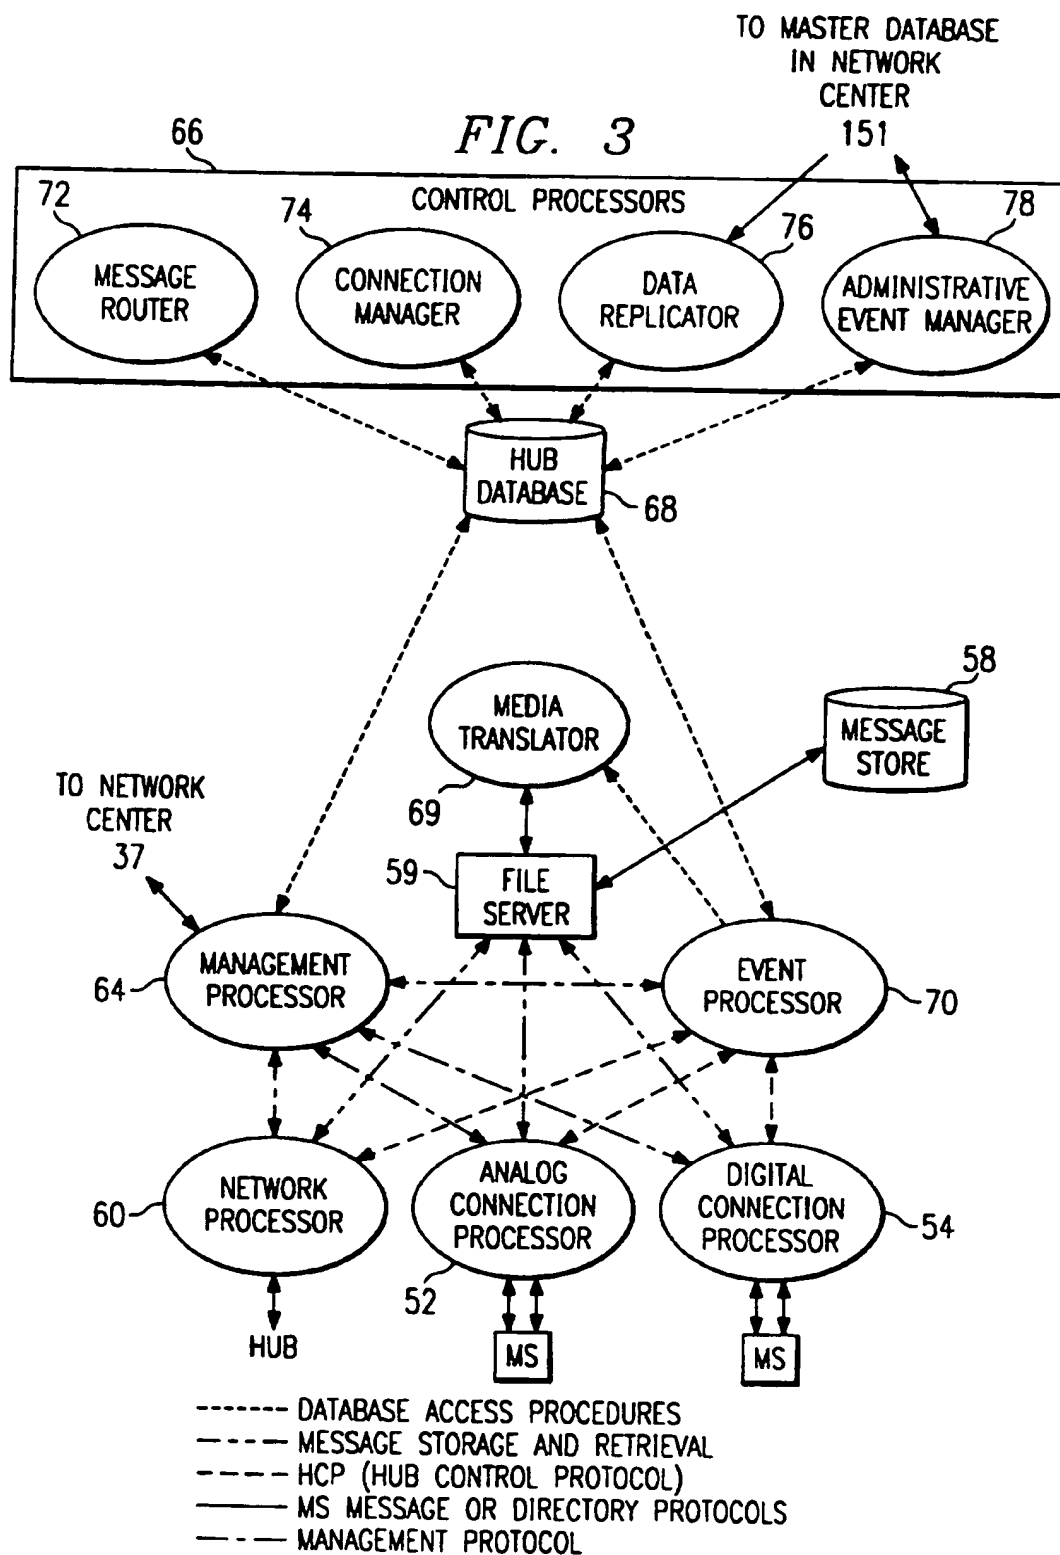 TO MASTER DATABASE
IN NETWORK
CENTER
151
FIG. 3
66
CONTROL PROCESSORS
72
MESSAGE
ROUTER
74
CONNECTION
MANAGER
76
DATA
REPLICATOR
78
ADMINISTRATIVE
EVENT MANAGER
HUB
DATABASE
68
MEDIA
TRANSLATOR
69
58
MESSAGE
STORE
TO NETWORK
CENTER
37
59
FILE
SERVER
MANAGEMENT
PROCESSOR
64
EVENT
PROCESSOR
70
NETWORK
PROCESSOR
60
ANALOG
CONNECTION
PROCESSOR
52
DIGITAL
CONNECTION
PROCESSOR
54
HUB
MS
MS
DATABASE ACCESS PROCEDURES
MESSAGE STORAGE AND RETRIEVAL
HCP (HUB CONTROL PROTOCOL)
MS MESSAGE OR DIRECTORY PROTOCOLS
MANAGEMENT PROTOCOL